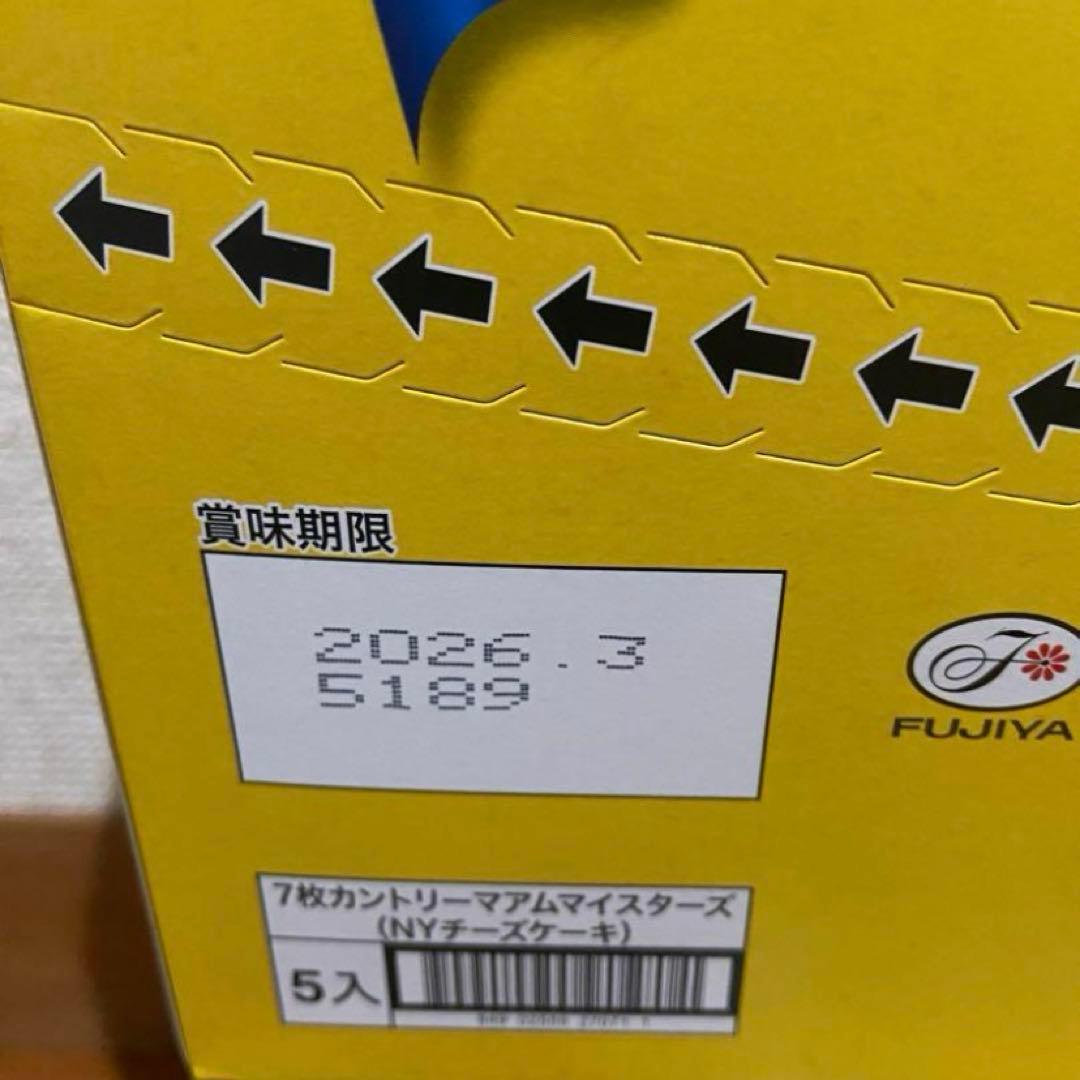 賞味期限
2026.3
5189
FUJIYA
7枚カントリーマアムマイスターズ
(NYチーズケーキ)
5入